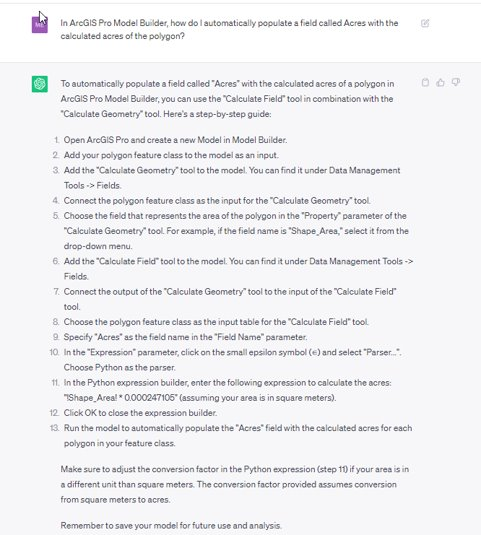 In ArcGIS Pro Model Builder, how do I automatically populate a field called Acres with the
calculated acres of the polygon?
To automatically populate a field called "Acres" with the calculated acres of a polygon in
ArcGIS Pro Model Builder, you can use the "Calculate Field" tool in combination with the
"Calculate Geometry" tool. Here's a step-by-step guide:
1. Open ArcGIS Pro and create a new Model in Model Builder.
2. Add your polygon feature class to the model as an input.
3. Add the "Calculate Geometry" tool to the model. You can find it under Data Management
Tools -> Fields.
4. Connect the polygon feature class as the input for the "Calculate Geometry" tool.
5. Choose the field that represents the area of the polygon in the "Property" parameter of the
"Calculate Geometry" tool. For example, if the field name is "Shape_Area," select it from the
drop-down menu.
6. Add the "Calculate Field" tool to the model. You can find it under Data Management Tools ->
Fields.
7. Connect the output of the "Calculate Geometry" tool to the input of the "Calculate Field"
tool.
8. Choose the polygon feature class as the input table for the "Calculate Field" tool.
9. Specify "Acres" as the field name in the "Field Name" parameter.
10. In the "Expression" parameter, click on the small epsilon symbol (∈) and select "Parser...".
Choose Python as the parser.
11. In the Python expression builder, enter the following expression to calculate the acres:
"!Shape_Area! * 0.000247105" (assuming your area is in square meters).
12. Click OK to close the expression builder.
13. Run the model to automatically populate the "Acres" field with the calculated acres for each
polygon in your feature class.
Make sure to adjust the conversion factor in the Python expression (step 11) if your area is in
a different unit than square meters. The conversion factor provided assumes conversion
from square meters to acres.
Remember to save your model for future use and analysis.